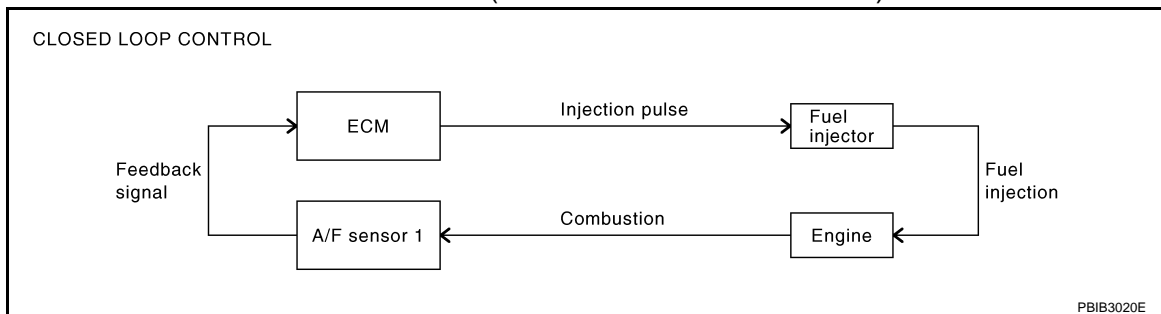 CLOSED LOOP CONTROL
ECM
Injection pulse
Fuel
injector
Feedback
signal
Fuel
injection
A/F sensor 1
Combustion
Engine
PBIB3020E